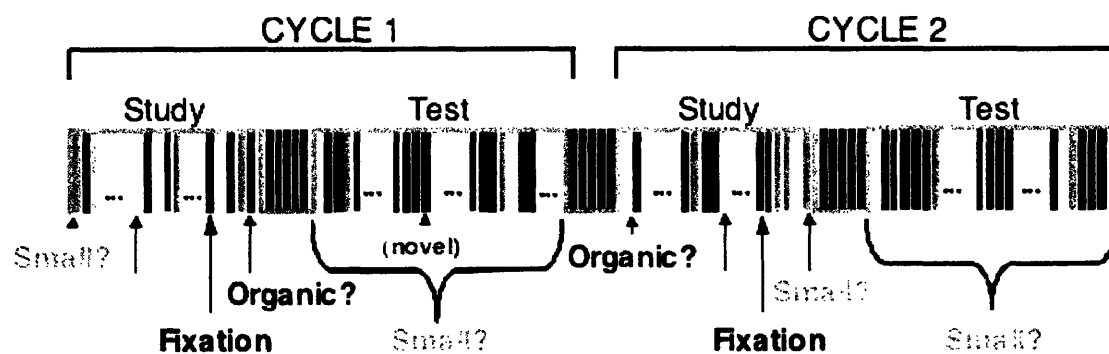 CYCLE 1 CYCLE 2
Study Test Study Test
... ... ... ... ... ... ... ... ...
Small? (novel) Organic?
Organic? Small?
Fixation Small? Fixation Small?